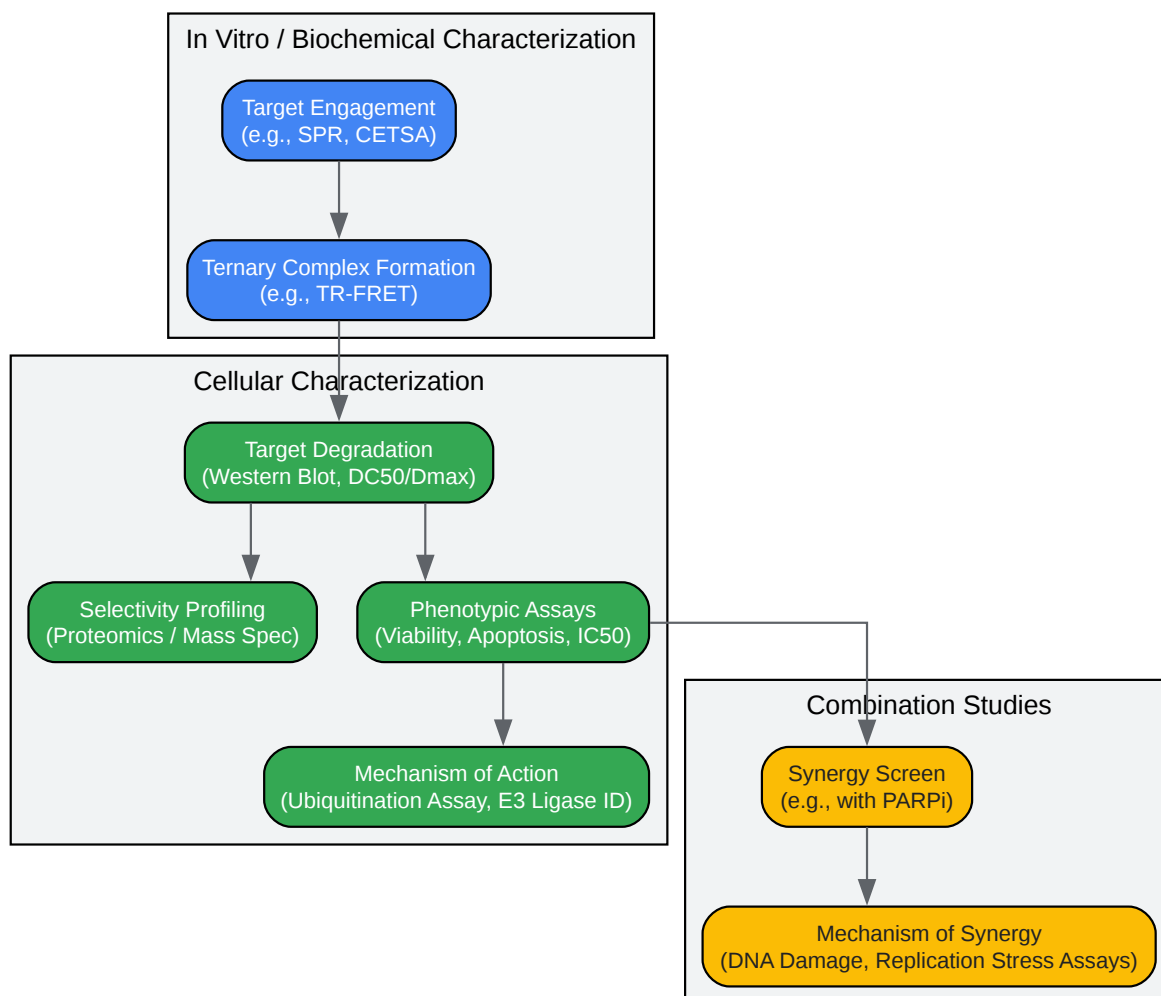 In Vitro / Biochemical Characterization
Target Engagement
(e.g., SPR, CETSA)
Ternary Complex Formation
(e.g., TR-FRET)
Cellular Characterization
Target Degradation
(Western Blot, DC50/Dmax)
Selectivity Profiling
(Proteomics / Mass Spec)
Phenotypic Assays
(Viability, Apoptosis, IC50)
Mechanism of Action
(Ubiquitination Assay, E3 Ligase ID)
Combination Studies
Synergy Screen
(e.g., with PARPi)
Mechanism of Synergy
(DNA Damage, Replication Stress Assays)